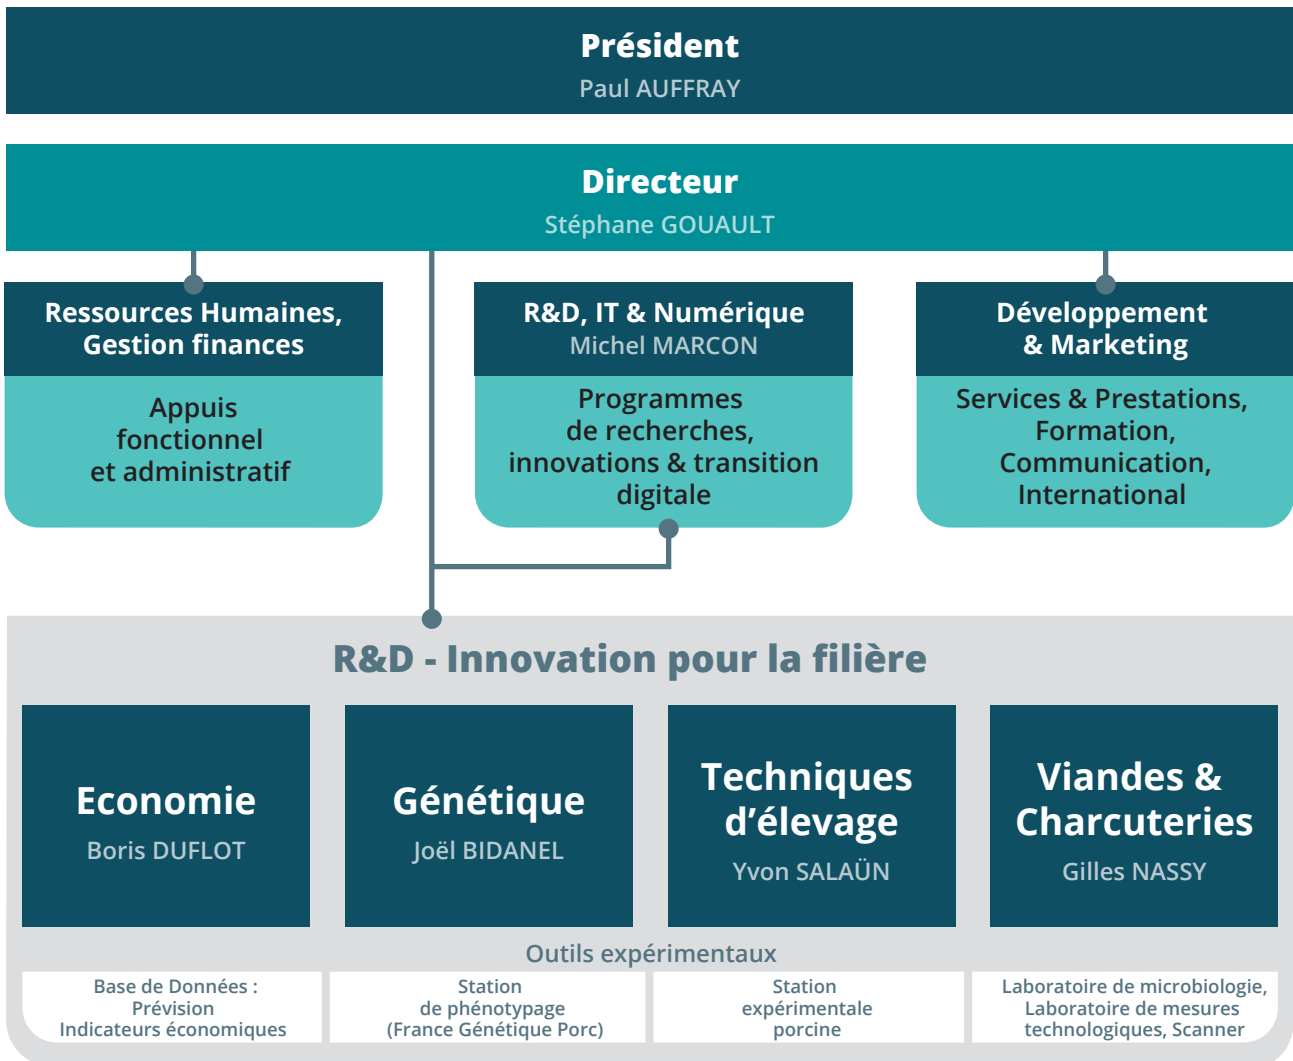 Président
Paul AUFFRAY
Directeur
Stéphane GOUAULT
Ressources Humaines,
Gestion finances
Appuis
fonctionnel
et administratif
R&D, IT & Numérique
Michel MARCON
Programmes
de recherches,
innovations & transition
digitale
Développement
& Marketing
Services & Prestations,
Formation,
Communication,
International
R&D - Innovation pour la filière
Economie
Boris DUFLOT
Génétique
Joël BIDANEL
Techniques
d’élevage
Yvon SALAÜN
Viandes &
Charcuteries
Gilles NASSY
Outils expérimentaux
Base de Données :
Prévision
Indicateurs économiques
Station
de phénotypage
(France Génétique Porc)
Station
expérimentale
porcine
Laboratoire de microbiologie,
Laboratoire de mesures
technologiques, Scanner